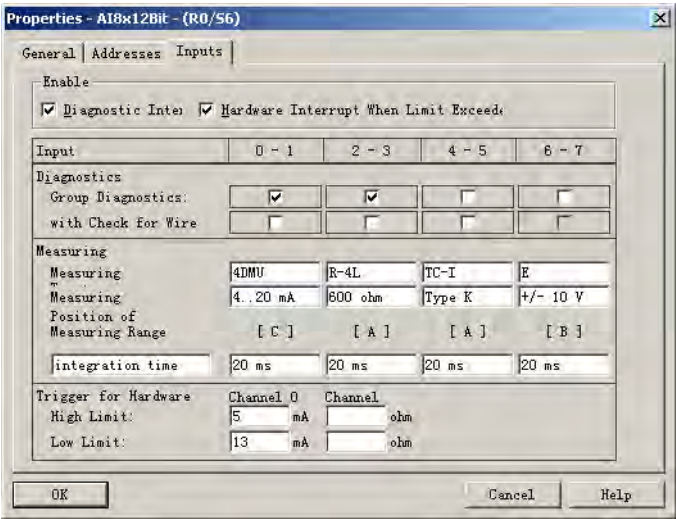 Properties - AI8x12Bit - (R0/S6)
General Addresses Inputs
Enable
Diagnostic Inter Hardware Interrupt When Limit Exceede
Input 0 - 1 2 - 3 4 - 5 6 - 7
Diagnostics
Group Diagnostics:
with Check for Wire
Measuring
Measuring 4DMU R-4L TC-I E
Measuring 4..20 mA 600 ohm Type K +/- 10 V
Position of
Measuring Range [ C ] [ A ] [ A ] [ B ]
integration time 20 ms 20 ms 20 ms 20 ms
Trigger for Hardware Channel 0 Channel
High Limit: 5 mA ohm
Low Limit: 13 mA ohm
OK Cancel Help